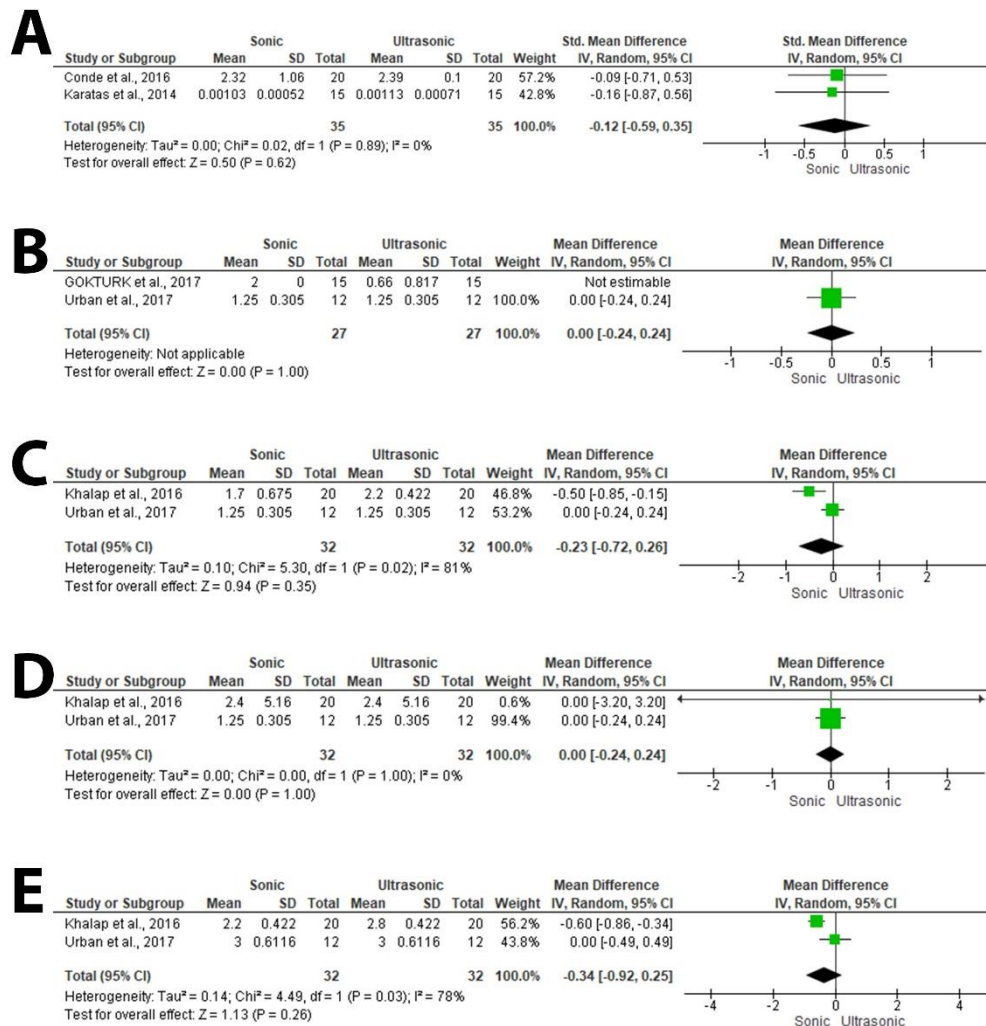 A
Sonic Ultrasonic Std. Mean Difference Std. Mean Difference
Study or Subgroup Mean SD Total Mean SD Total Weight IV, Random, 95% CI IV, Random, 95% CI
Conde et al., 2016 2.32 1.06 20 2.39 0.1 20 57.2% -0.09 [-0.71, 0.53]
Karatas et al., 2014 0.00103 0.00052 15 0.00113 0.00071 15 42.8% -0.16 [-0.87, 0.56]
Total (95% CI) 35 35 100.0% -0.12 [-0.59, 0.35]
Heterogeneity: Tau² = 0.00; Chi² = 0.02, df = 1 (P = 0.89); I² = 0%
Test for overall effect: Z = 0.50 (P = 0.62)
-1 -0.5 0 0.5 1
Sonic Ultrasonic
B
Sonic Ultrasonic Mean Difference Mean Difference
Study or Subgroup Mean SD Total Mean SD Total Weight IV, Random, 95% CI IV, Random, 95% CI
GOKTURK et al., 2017 2 0 15 0.66 0.817 15 Not estimable
Urban et al., 2017 1.25 0.305 12 1.25 0.305 12 100.0% 0.00 [-0.24, 0.24]
Total (95% CI) 27 27 100.0% 0.00 [-0.24, 0.24]
Heterogeneity: Not applicable
Test for overall effect: Z = 0.00 (P = 1.00)
-1 -0.5 0 0.5 1
Sonic Ultrasonic
C
Sonic Ultrasonic Mean Difference Mean Difference
Study or Subgroup Mean SD Total Mean SD Total Weight IV, Random, 95% CI IV, Random, 95% CI
Khalap et al., 2016 1.7 0.675 20 2.2 0.422 20 46.8% -0.50 [-0.85, -0.15]
Urban et al., 2017 1.25 0.305 12 1.25 0.305 12 53.2% 0.00 [-0.24, 0.24]
Total (95% CI) 32 32 100.0% -0.23 [-0.72, 0.26]
Heterogeneity: Tau² = 0.10; Chi² = 5.30, df = 1 (P = 0.02); I² = 81%
Test for overall effect: Z = 0.94 (P = 0.35)
-2 -1 0 1 2
Sonic Ultrasonic
D
Sonic Ultrasonic Mean Difference Mean Difference
Study or Subgroup Mean SD Total Mean SD Total Weight IV, Random, 95% CI IV, Random, 95% CI
Khalap et al., 2016 2.4 5.16 20 2.4 5.16 20 0.6% 0.00 [-3.20, 3.20]
Urban et al., 2017 1.25 0.305 12 1.25 0.305 12 99.4% 0.00 [-0.24, 0.24]
Total (95% CI) 32 32 100.0% 0.00 [-0.24, 0.24]
Heterogeneity: Tau² = 0.00; Chi² = 0.00, df = 1 (P = 1.00); I² = 0%
Test for overall effect: Z = 0.00 (P = 1.00)
-2 -1 0 1 2
Sonic Ultrasonic
E
Sonic Ultrasonic Mean Difference Mean Difference
Study or Subgroup Mean SD Total Mean SD Total Weight IV, Random, 95% CI IV, Random, 95% CI
Khalap et al., 2016 2.2 0.422 20 2.8 0.422 20 56.2% -0.60 [-0.86, -0.34]
Urban et al., 2017 3 0.6116 12 3 0.6116 12 43.8% 0.00 [-0.49, 0.49]
Total (95% CI) 32 32 100.0% -0.34 [-0.92, 0.25]
Heterogeneity: Tau² = 0.14; Chi² = 4.49, df = 1 (P = 0.03); I² = 78%
Test for overall effect: Z = 1.13 (P = 0.26)
-4 -2 0 2 4
Sonic Ultrasonic